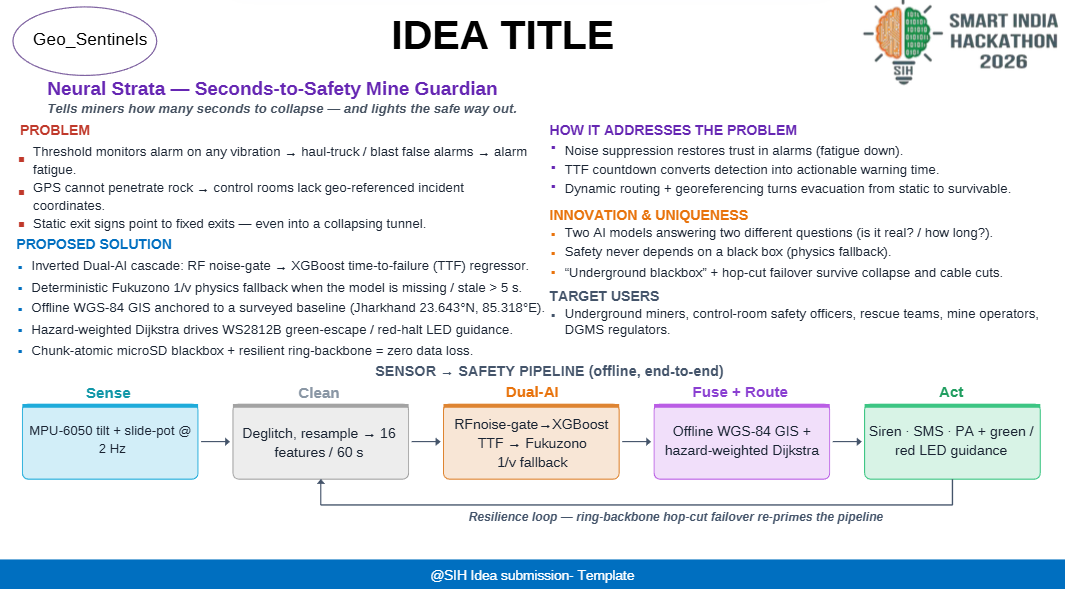 Geo_Sentinels
IDEA TITLE
SMART INDIA
HACKATHON
2026
SIH
Neural Strata — Seconds-to-Safety Mine Guardian
Tells miners how many seconds to collapse — and lights the safe way out.
PROBLEM
▪ Threshold monitors alarm on any vibration → haul-truck / blast false alarms → alarm
fatigue.
▪ GPS cannot penetrate rock → control rooms lack geo-referenced incident
coordinates.
▪ Static exit signs point to fixed exits — even into a collapsing tunnel.
PROPOSED SOLUTION
▪ Inverted Dual-AI cascade: RF noise-gate → XGBoost time-to-failure (TTF) regressor.
▪ Deterministic Fukuzono 1/v physics fallback when the model is missing / stale > 5 s.
▪ Offline WGS-84 GIS anchored to a surveyed baseline (Jharkhand 23.643°N, 85.318°E).
▪ Hazard-weighted Dijkstra drives WS2812B green-escape / red-halt LED guidance.
▪ Chunk-atomic microSD blackbox + resilient ring-backbone = zero data loss.
HOW IT ADDRESSES THE PROBLEM
▪ Noise suppression restores trust in alarms (fatigue down).
▪ TTF countdown converts detection into actionable warning time.
▪ Dynamic routing + georeferencing turns evacuation from static to survivable.
INNOVATION & UNIQUENESS
▪ Two AI models answering two different questions (is it real? / how long?).
▪ Safety never depends on a black box (physics fallback).
▪ “Underground blackbox” + hop-cut failover survive collapse and cable cuts.
TARGET USERS
▪ Underground miners, control-room safety officers, rescue teams, mine operators,
DGMS regulators.
SENSOR → SAFETY PIPELINE (offline, end-to-end)
Sense
MPU-6050 tilt + slide-pot @
2 Hz
Clean
Deglitch, resample → 16
features / 60 s
Dual-AI
RFnoise-gate→XGBoost
TTF → Fukuzono
1/v fallback
Fuse + Route
Offline WGS-84 GIS +
hazard-weighted Dijkstra
Act
Siren · SMS · PA + green /
red LED guidance
Resilience loop — ring-backbone hop-cut failover re-primes the pipeline
@SIH Idea submission- Template